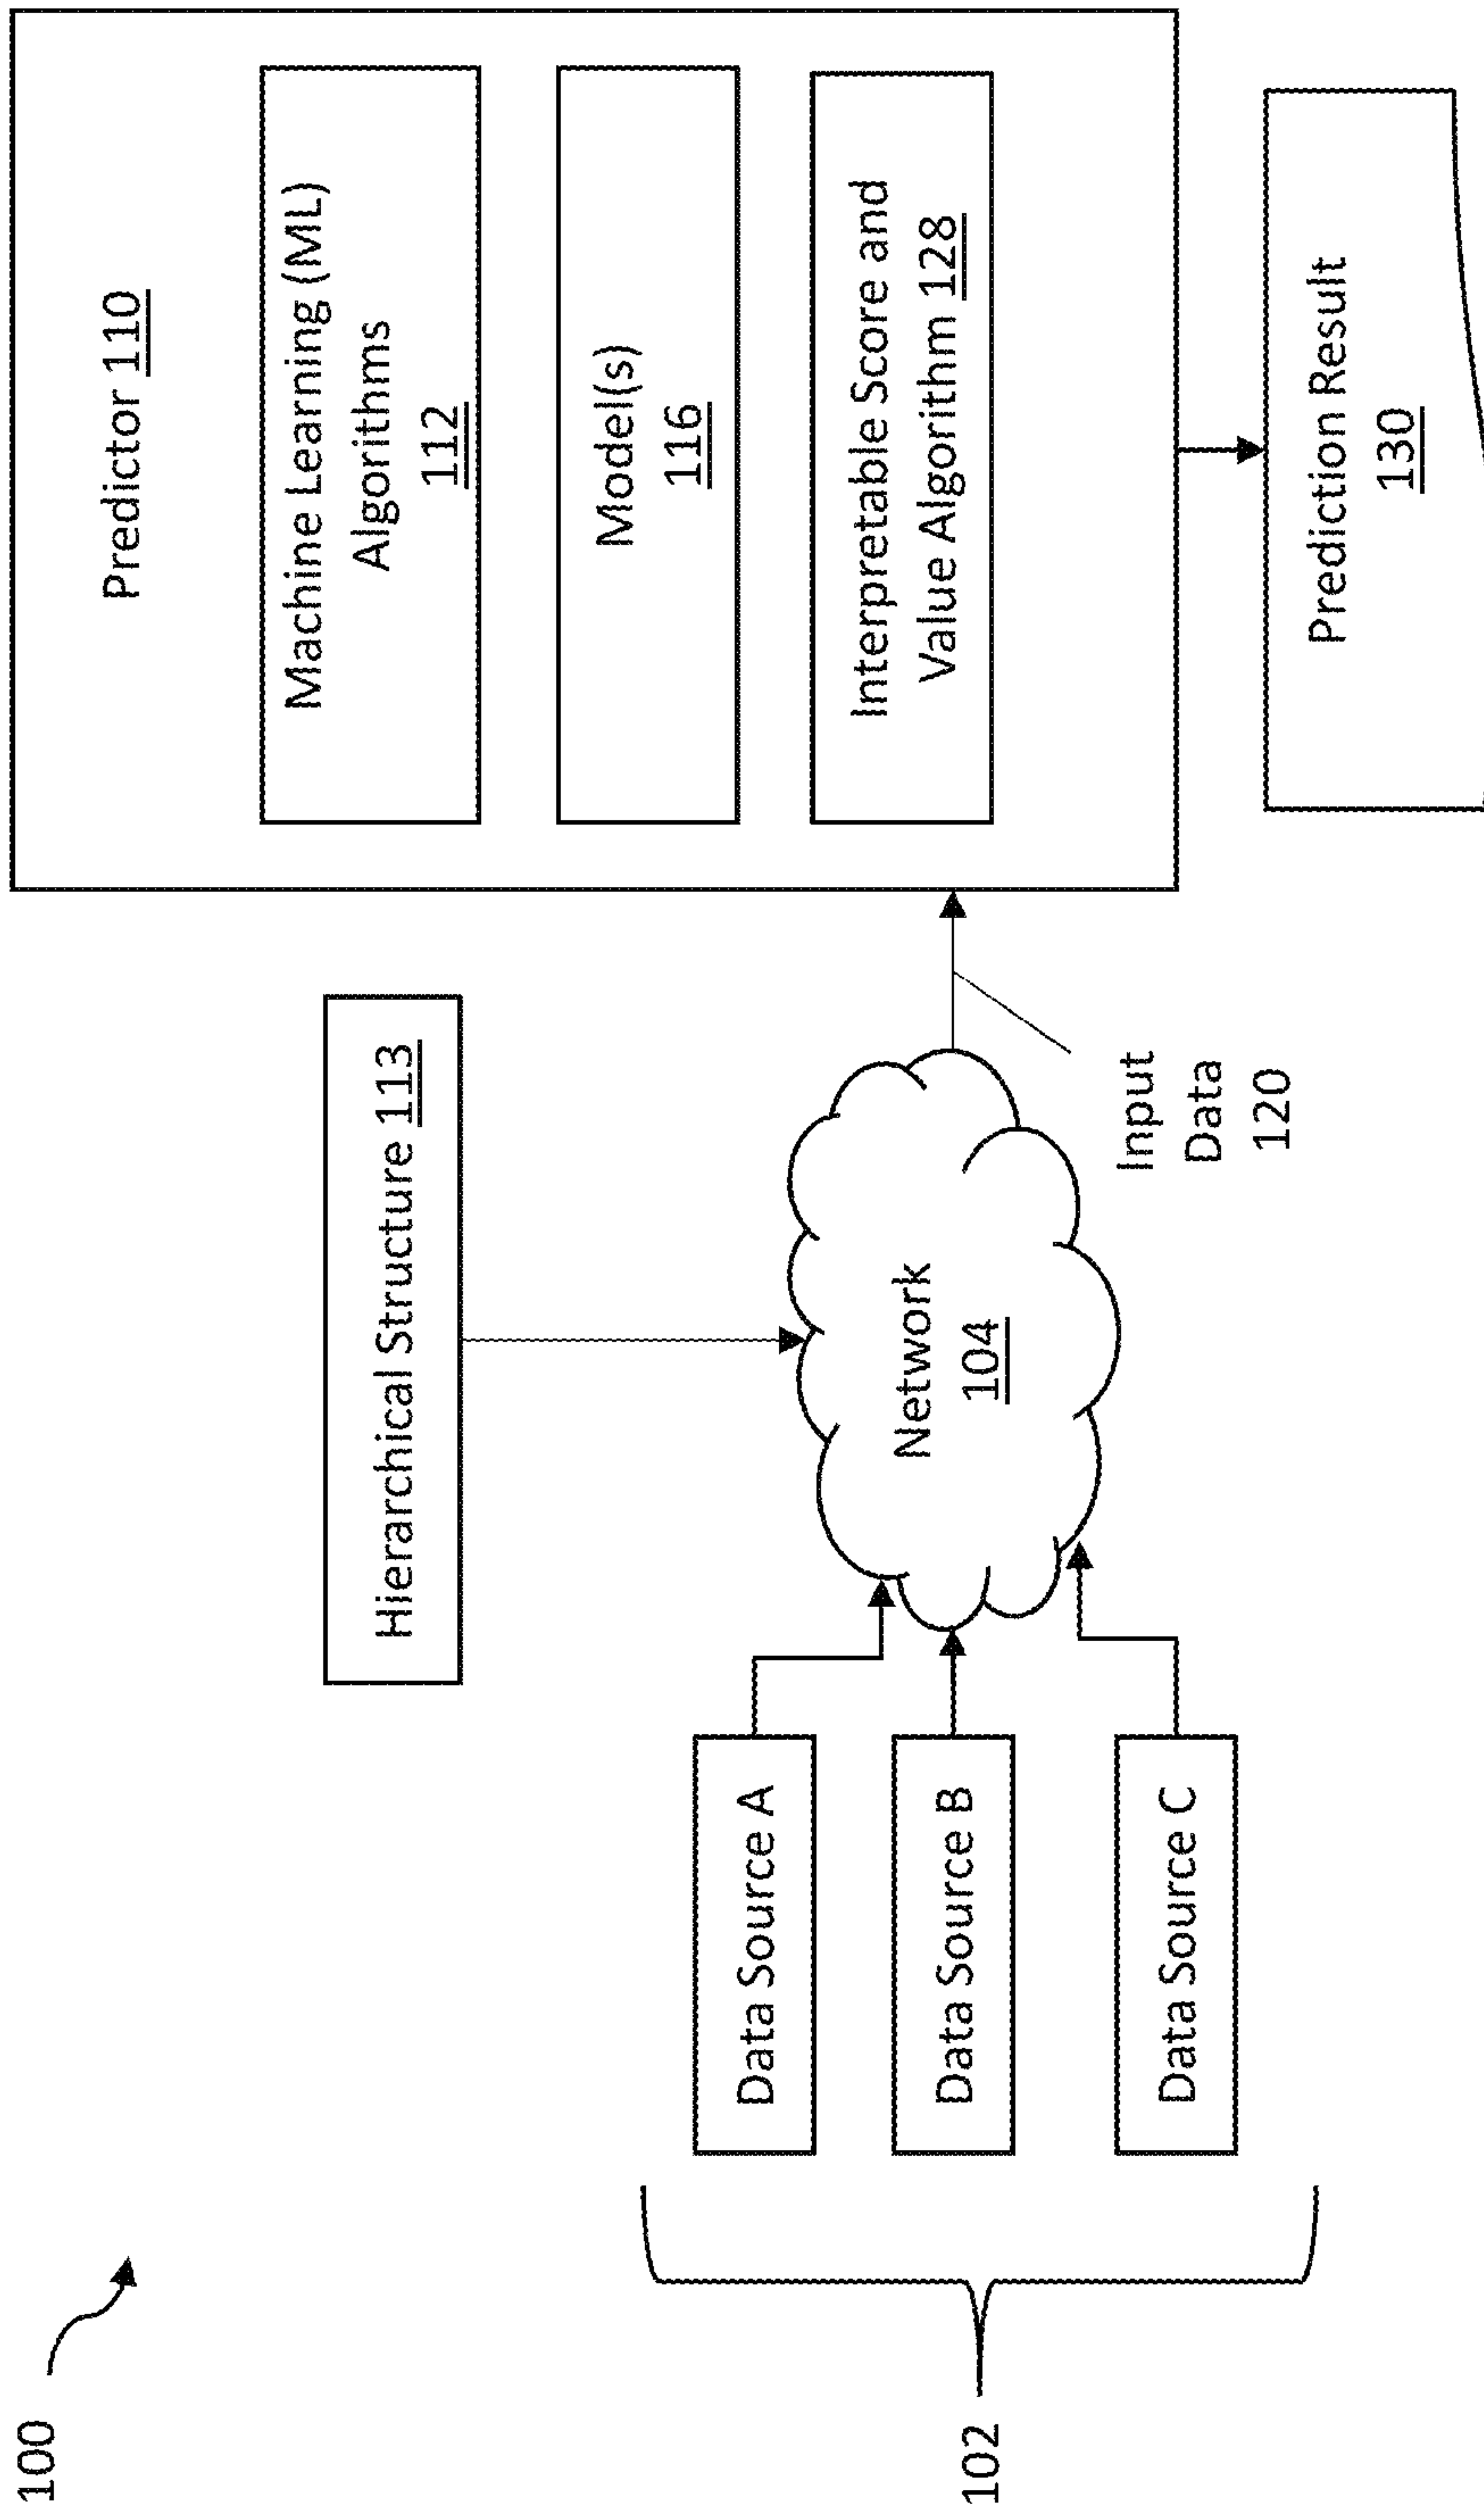 100
Predictor 110
Machine Learning (ML)
Algorithms
112
Hierarchical Structure 113
Model(s)
116
Data Source A
Data Source B
Data Source C
102
Network
104
Interpretable Score and
Value Algorithm 128
Input
Data
120
Prediction Result
130